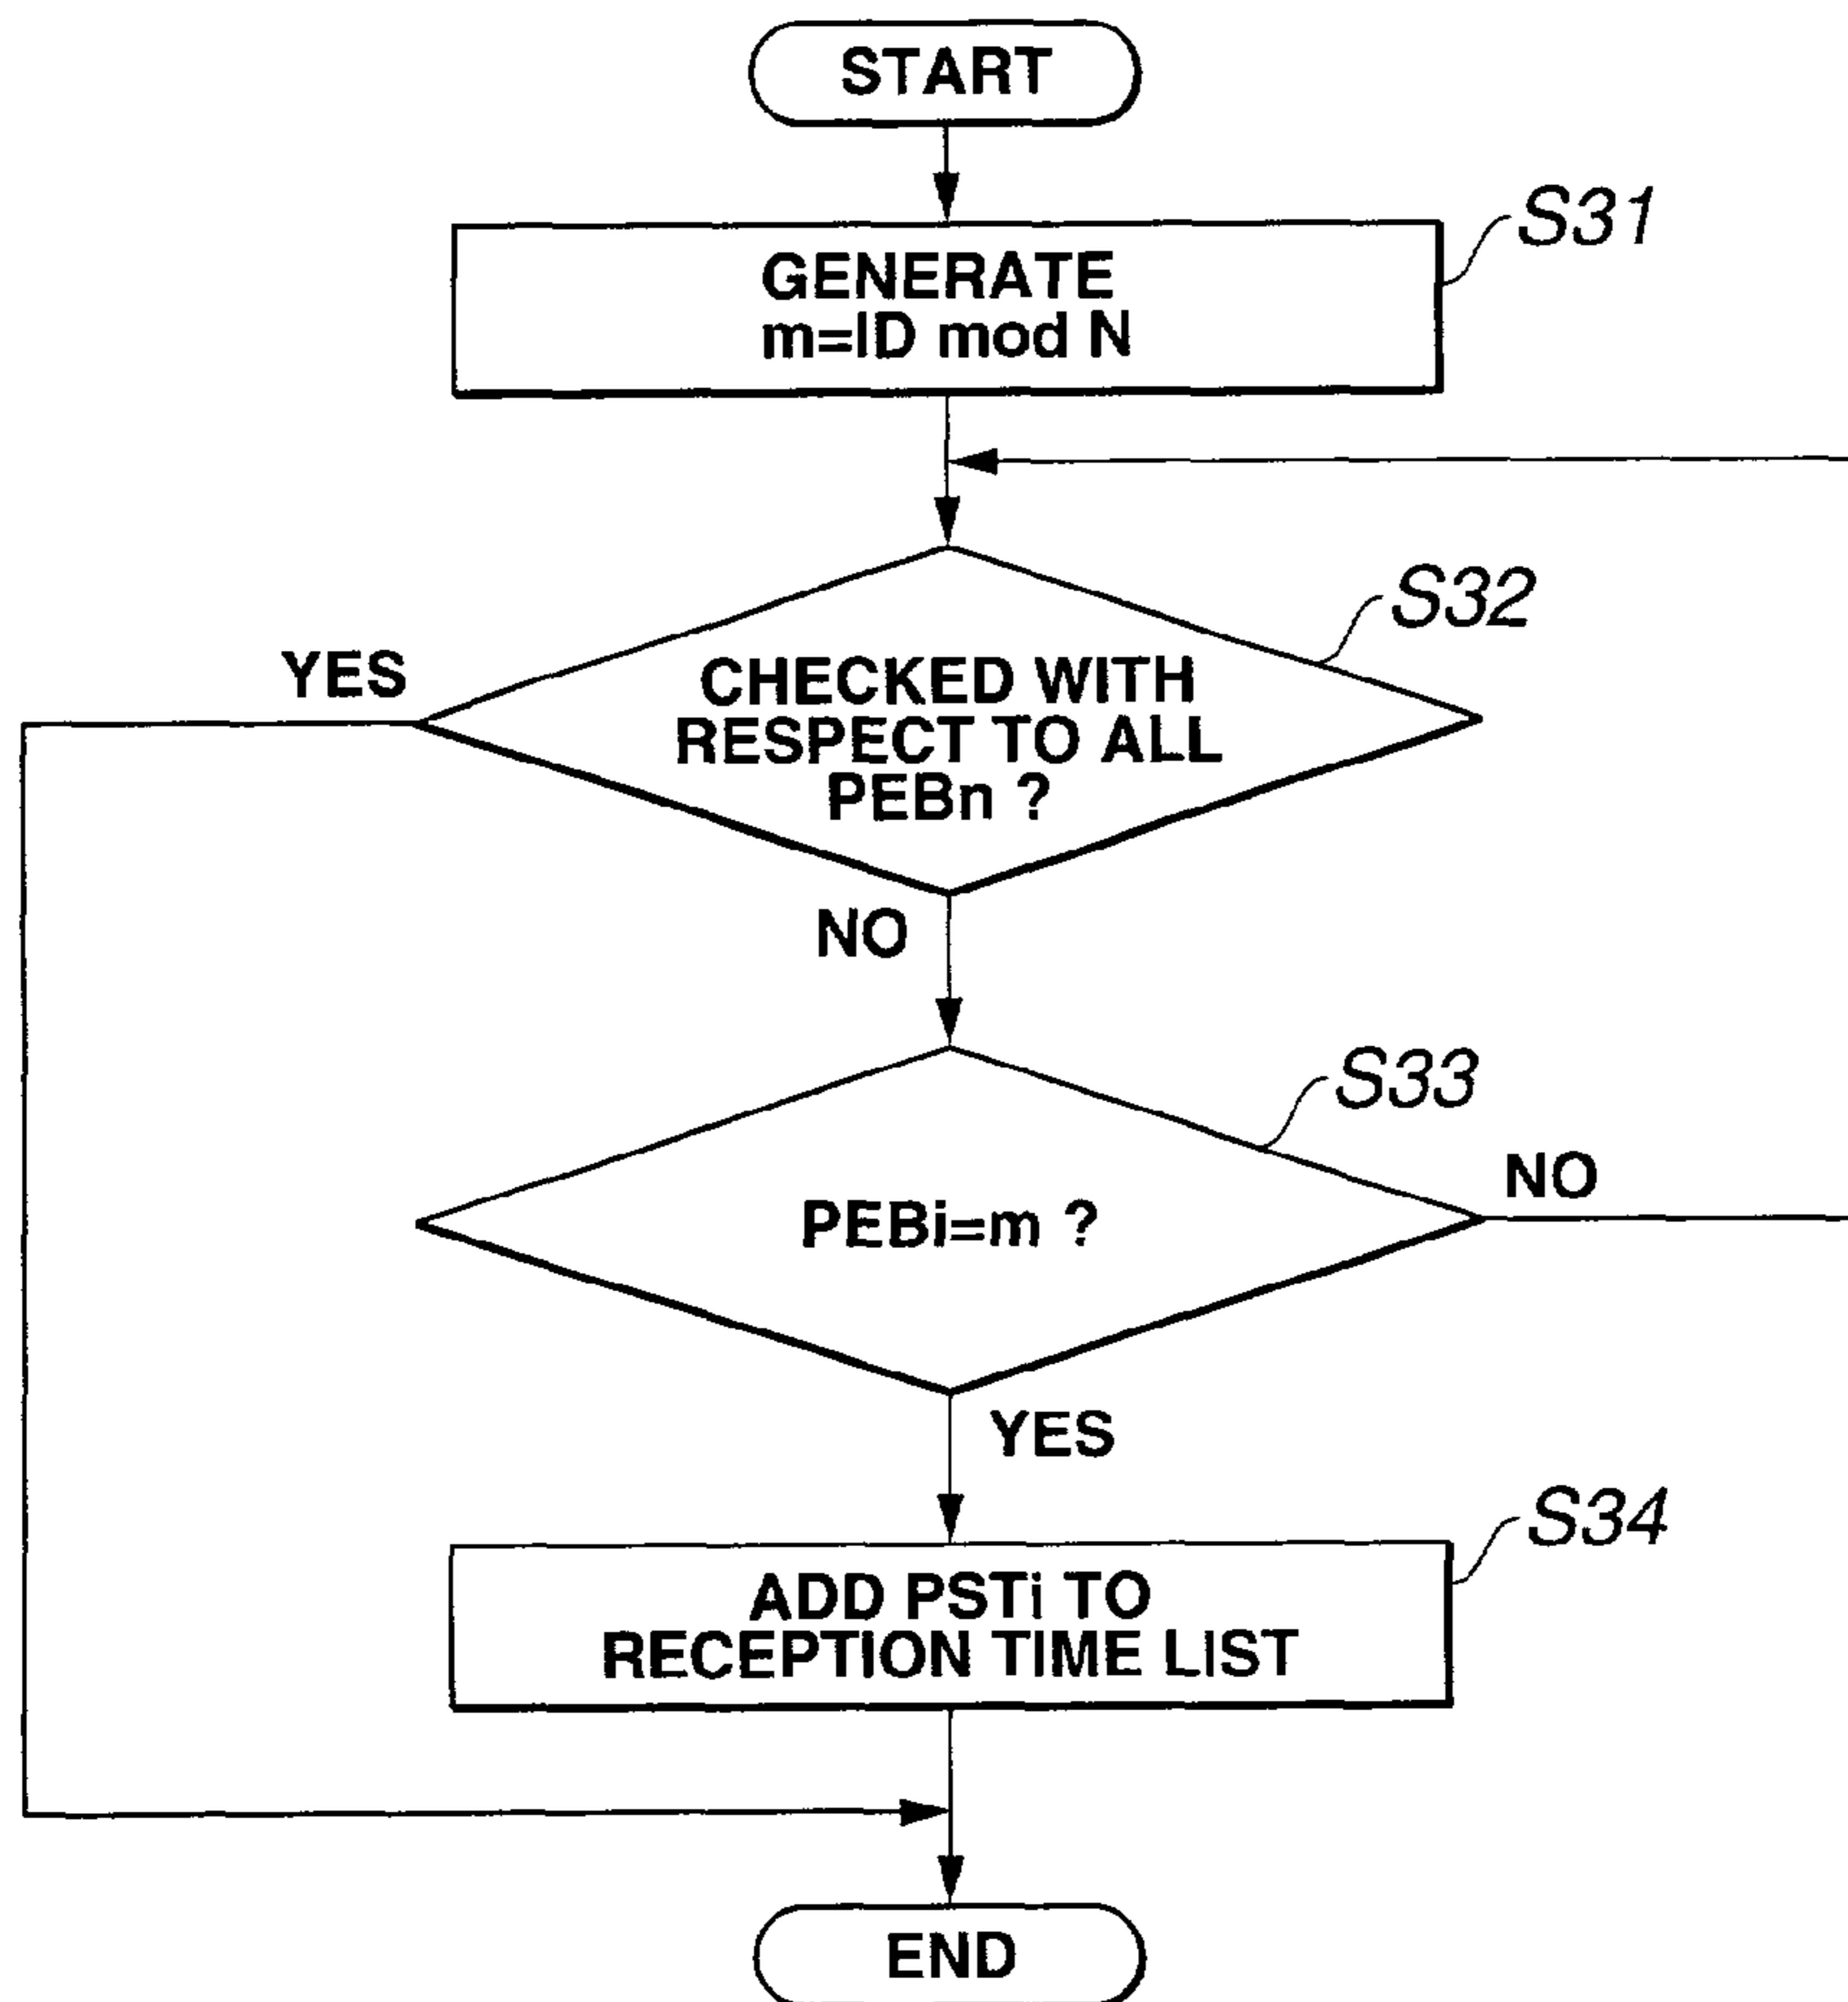 START
S31
GENERATE
m=ID mod N
S32
YES
CHECKED WITH
RESPECT TO ALL
PEBn ?
NO
S33
NO
PEBi=m ?
YES
S34
ADD PSTi TO
RECEPTION TIME LIST
END